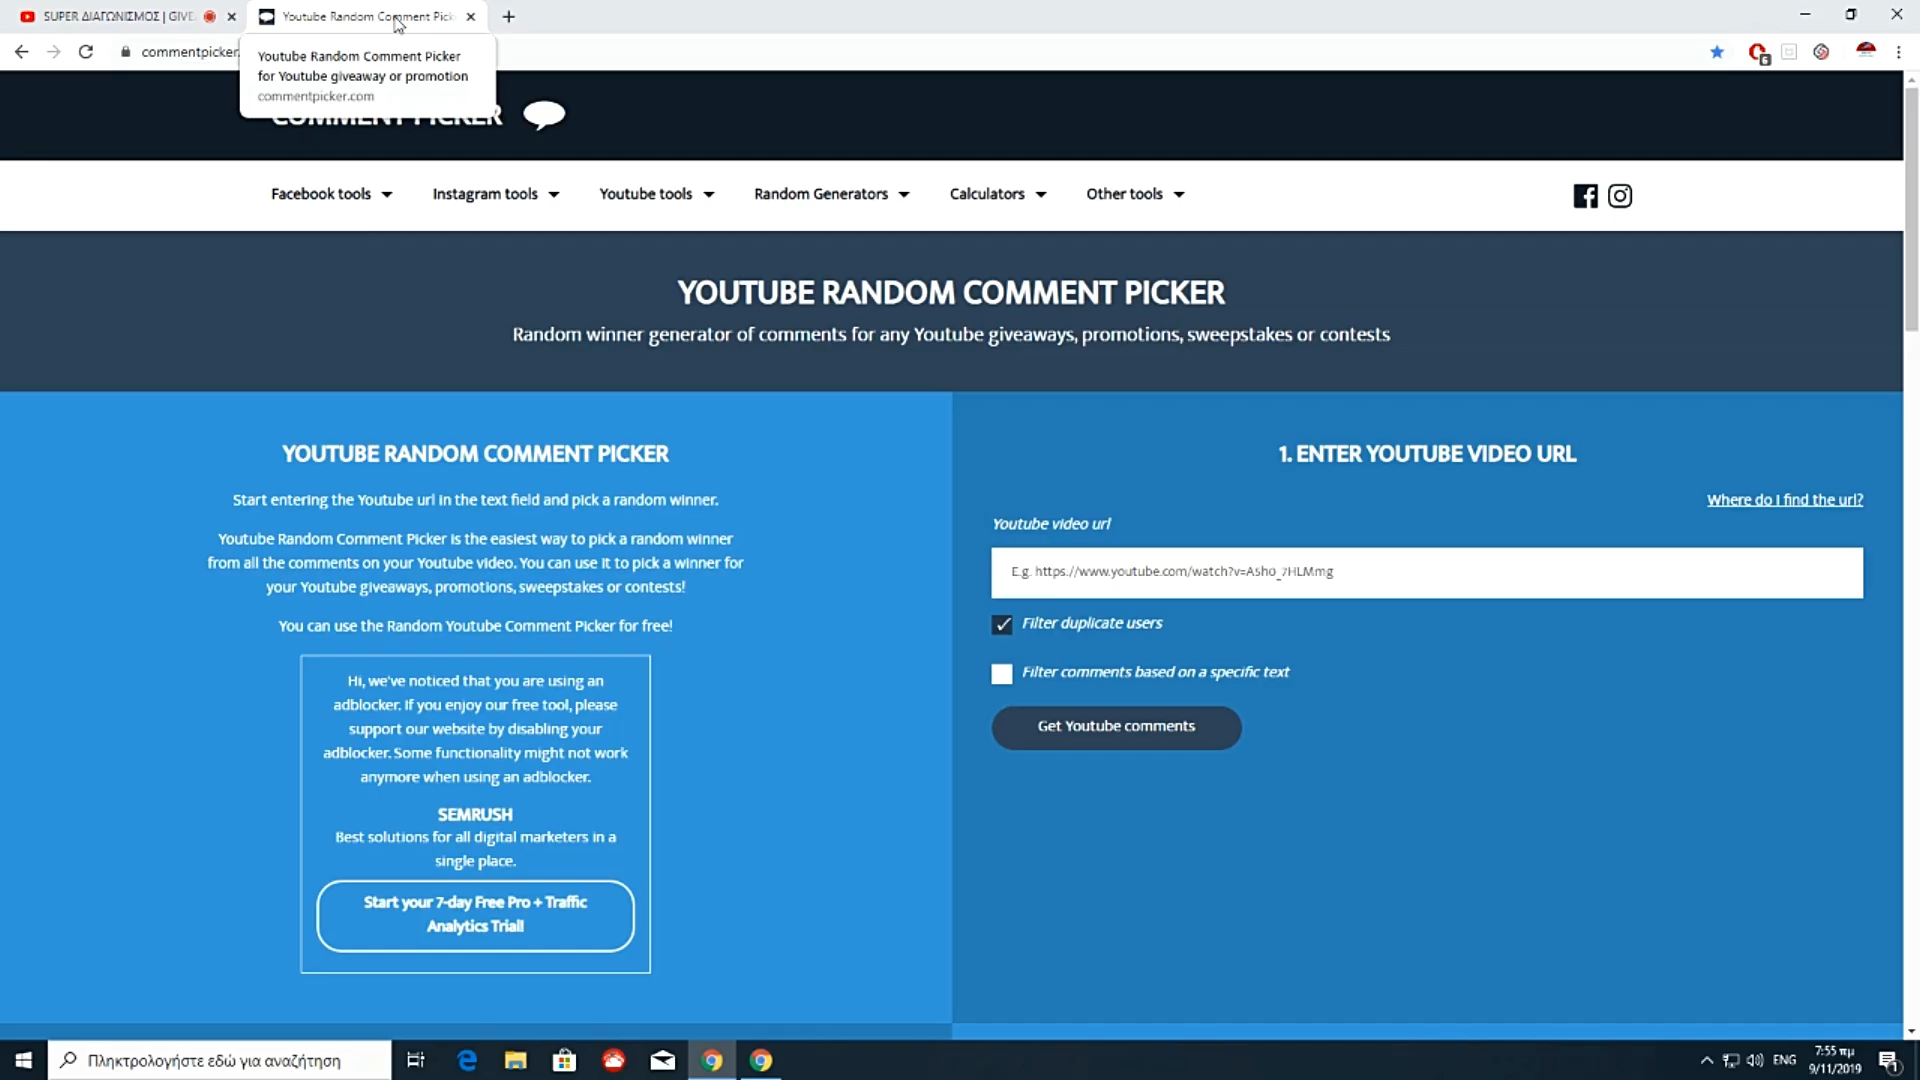 SUPER ΔΙΑΓΩΝΙΣΜΟΣ | GIVE
Youtube Random Comment Pick
commentpicker.
Youtube Random Comment Picker
for Youtube giveaway or promotion
commentpicker.com
COMMENT PICKER
6
Facebook tools
Instagram tools
Youtube tools
Random Generators
Calculators
Other tools
YOUTUBE RANDOM COMMENT PICKER
Random winner generator of comments for any Youtube giveaways, promotions, sweepstakes or contests
YOUTUBE RANDOM COMMENT PICKER
Start entering the Youtube url in the text field and pick a random winner.
Youtube Random Comment Picker is the easiest way to pick a random winner
from all the comments on your Youtube video. You can use it to pick a winner for
your Youtube giveaways, promotions, sweepstakes or contests!
You can use the Random Youtube Comment Picker for free!
Hi, we've noticed that you are using an
adblocker. If you enjoy our free tool, please
support our website by disabling your
adblocker. Some functionality might not work
anymore when using an adblocker.
SEMRUSH
Best solutions for all digital marketers in a
single place.
Start your 7-day Free Pro + Traffic
Analytics Trial!
1. ENTER YOUTUBE VIDEO URL
Where do I find the url?
Youtube video url
E.g. https://www.youtube.com/watch?v=Ash0_7HLMmg
Filter duplicate users
Filter comments based on a specific text
Get Youtube comments
Πληκτρολογήστε εδώ για αναζήτηση
ENG
7:55 πμ
9/11/2019
1